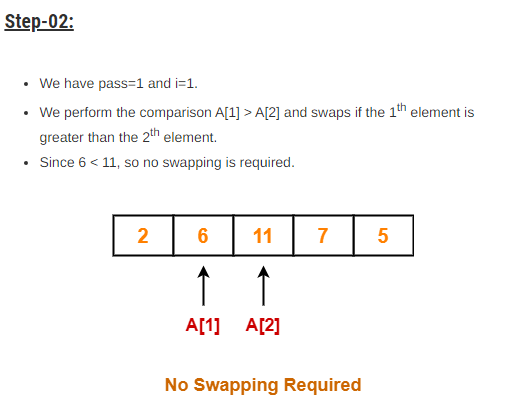 Step-02:
• We have pass=1 and i=1.
• We perform the comparison A[1] > A[2] and swaps if the 1th element is
greater than the 2th element.
• Since 6 < 11, so no swapping is required.
2 6 11 7 5
A[1] A[2]
No Swapping Required